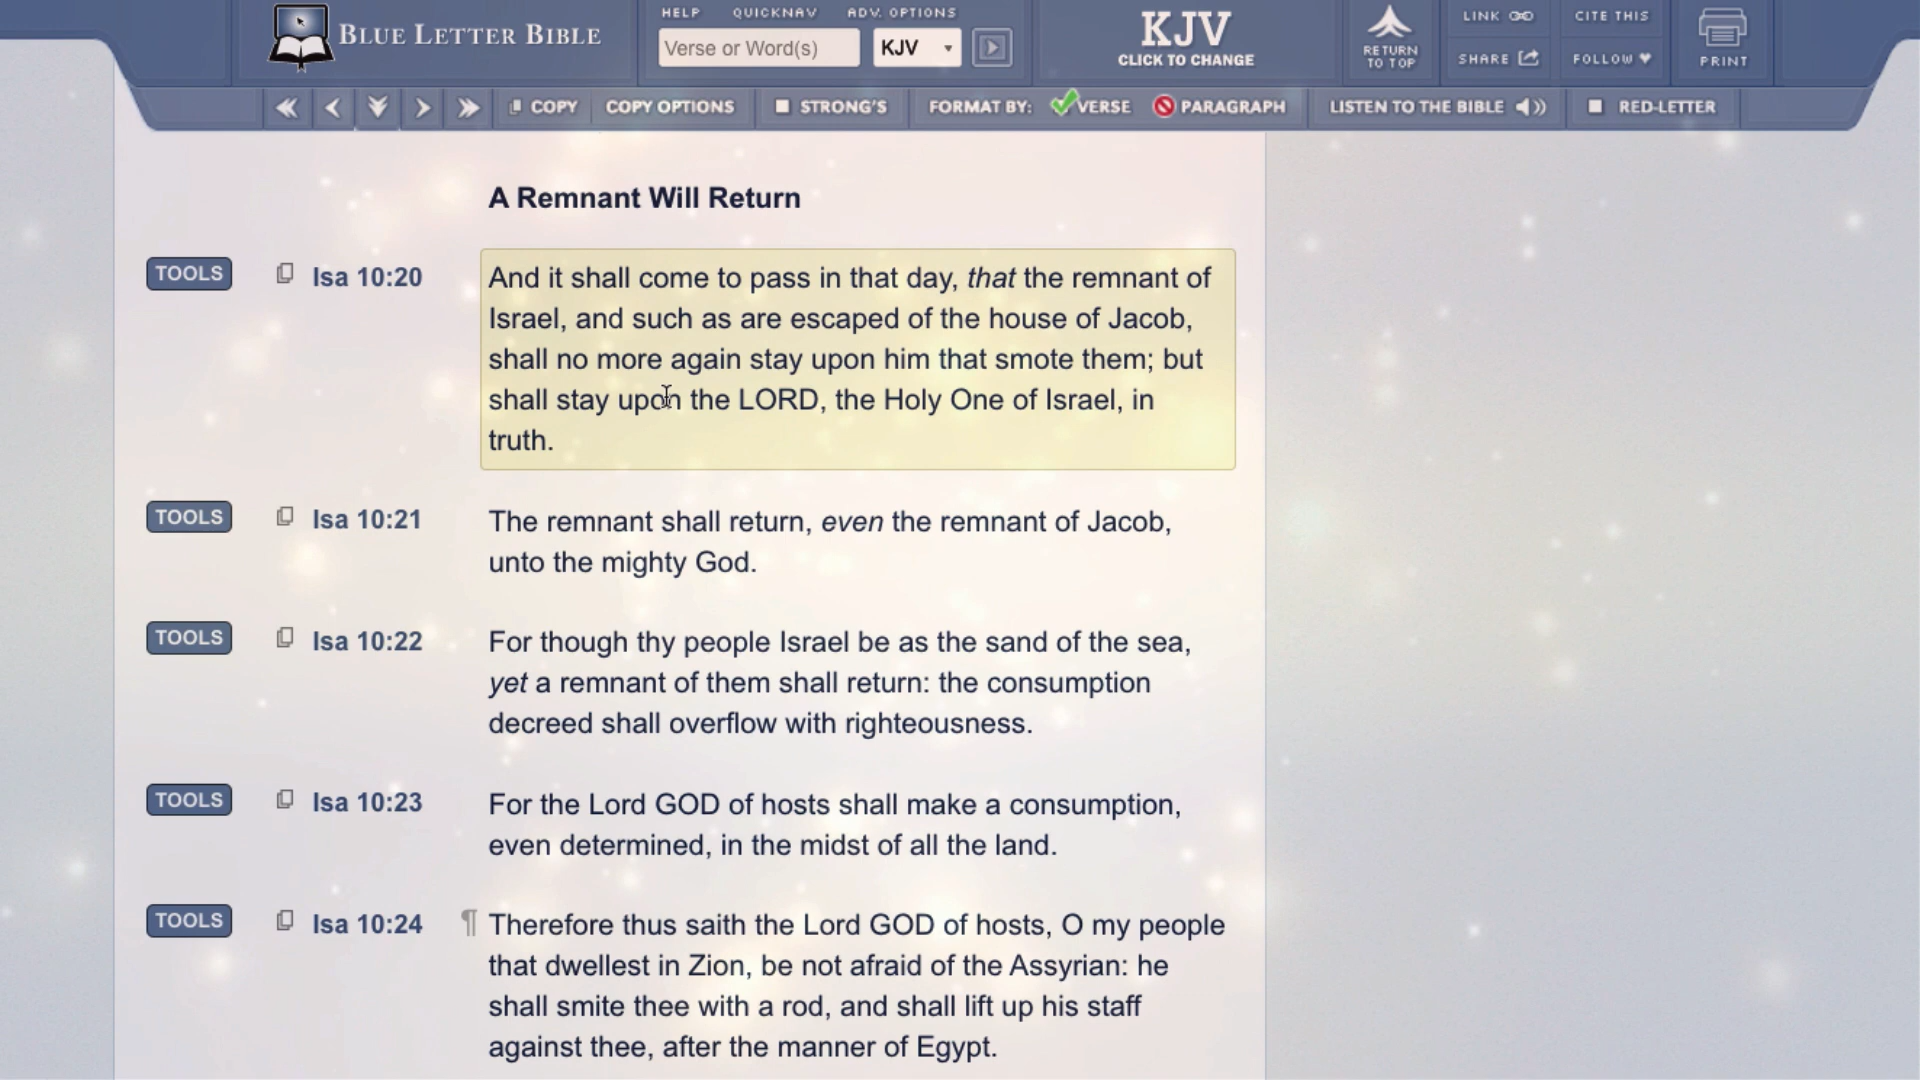 HELP QUICKNAV ADV. OPTIONS
BLUE LETTER BIBLE
Verse or Word(s) KJV
KJV
CLICK TO CHANGE
RETURN
TO TOP
LINK
CITE THIS
SHARE
FOLLOW
PRINT
COPY COPY OPTIONS STRONG'S FORMAT BY: VERSE PARAGRAPH LISTEN TO THE BIBLE RED-LETTER
A Remnant Will Return
TOOLS Isa 10:20 And it shall come to pass in that day, that the remnant of
Israel, and such as are escaped of the house of Jacob,
shall no more again stay upon him that smote them; but
shall stay upon the LORD, the Holy One of Israel, in
truth.
TOOLS Isa 10:21 The remnant shall return, even the remnant of Jacob,
unto the mighty God.
TOOLS Isa 10:22 For though thy people Israel be as the sand of the sea,
yet a remnant of them shall return: the consumption
decreed shall overflow with righteousness.
TOOLS Isa 10:23 For the Lord GOD of hosts shall make a consumption,
even determined, in the midst of all the land.
TOOLS Isa 10:24 ¶ Therefore thus saith the Lord GOD of hosts, O my people
that dwellest in Zion, be not afraid of the Assyrian: he
shall smite thee with a rod, and shall lift up his staff
against thee, after the manner of Egypt.